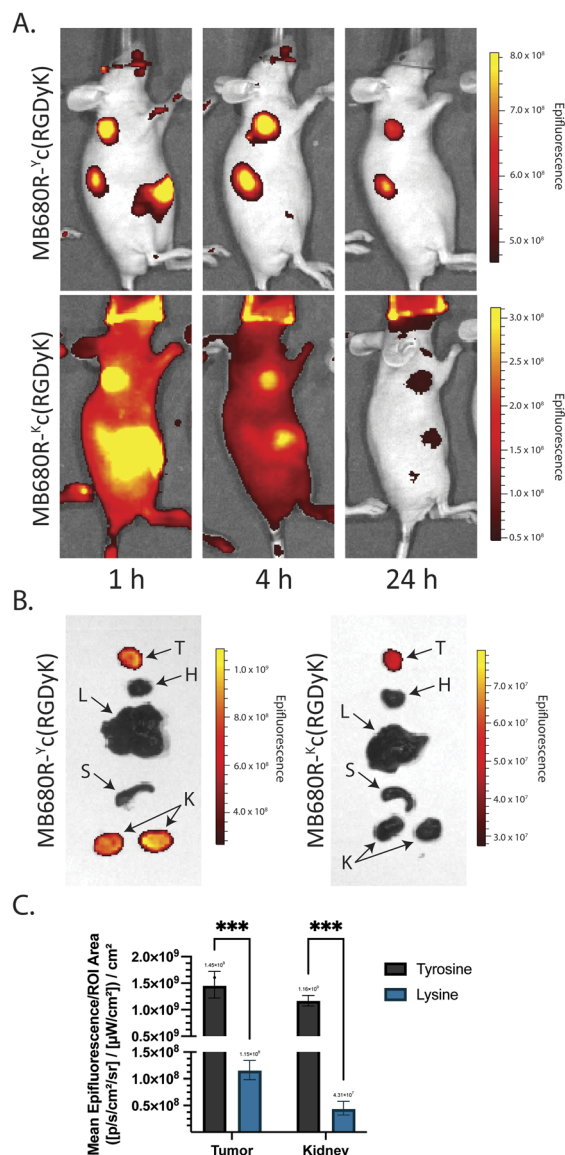 A.
MB680R-ʸc(RGDyK)
8.0 x 10⁸
7.0 x 10⁸
6.0 x 10⁸
5.0 x 10⁸
Epifluorescence
MB680R-ᴷc(RGDyK)
3.0 x 10⁸
2.5 x 10⁸
2.0 x 10⁸
1.5 x 10⁸
1.0 x 10⁸
0.5 x 10⁸
Epifluorescence
1 h
4 h
24 h
B.
MB680R-ʸc(RGDyK)
T
H
L
S
K
1.0 x 10⁹
8.0 x 10⁸
6.0 x 10⁸
4.0 x 10⁸
Epifluorescence
MB680R-ᴷc(RGDyK)
T
H
L
S
K
7.0 x 10⁷
6.0 x 10⁷
5.0 x 10⁷
4.0 x 10⁷
3.0 x 10⁷
Epifluorescence
C.
Mean Epifluorescence/ROI Area
([p/s/cm²/sr] / [µW/cm²]) / cm²
2.0×10⁹
1.5×10⁹
1.0×10⁹
0.5×10⁹
1.5×10⁸
1.0×10⁸
0.5×10⁸
***
***
1.45×10⁹
1.15×10⁸
1.16×10⁹
4.31×10⁷
Tumor
Kidney
Tyrosine
Lysine